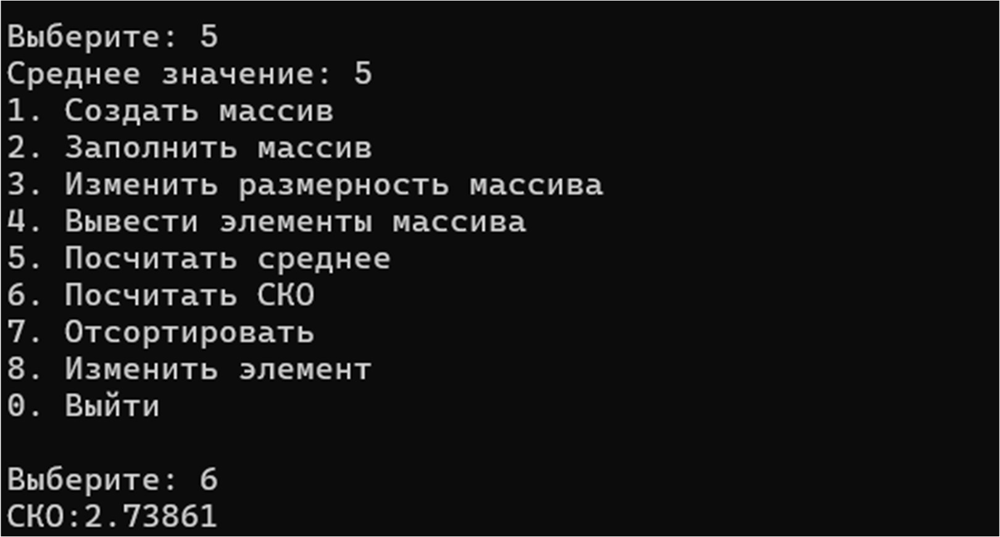 Выберите: 5
Среднее значение: 5
1. Создать массив
2. Заполнить массив
3. Изменить размерность массива
4. Вывести элементы массива
5. Посчитать среднее
6. Посчитать СКО
7. Отсортировать
8. Изменить элемент
0. Выйти
Выберите: 6
СКО:2.73861